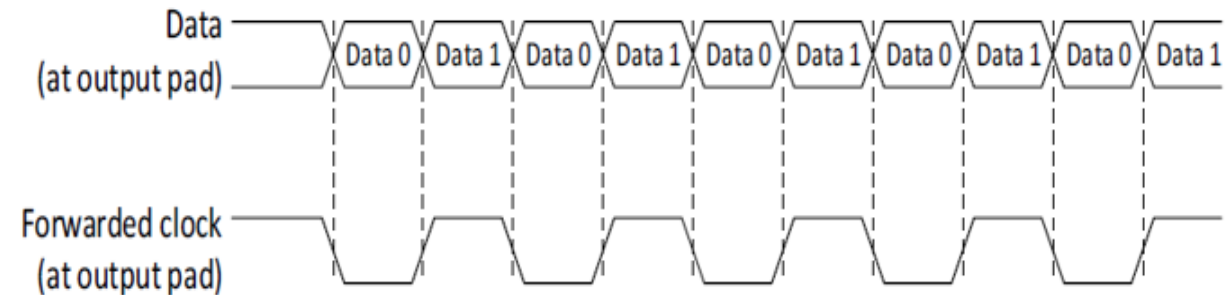 Data
(at output pad)
Data 0 Data 1 Data 0 Data 1 Data 0 Data 1 Data 0 Data 1 Data 0 Data 1
Forwarded clock
(at output pad)